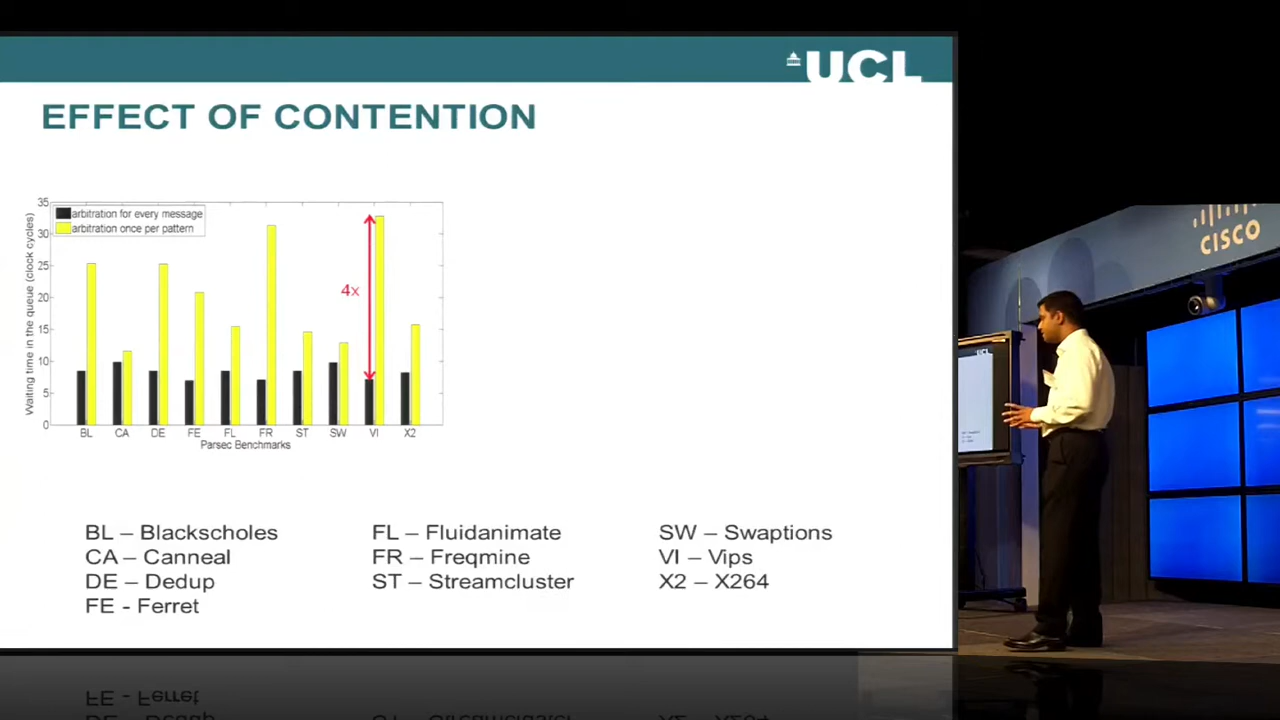 UCL
EFFECT OF CONTENTION
35
30
25
20
15
10
5
0
Waiting time in the queue (clock cycles)
arbitration for every message
arbitration once per pattern
4x
BL CA DE FE FL FR ST SW VI X2
Parsec Benchmarks
BL – Blackscholes
CA – Canneal
DE – Dedup
FE - Ferret
FL – Fluidanimate
FR – Freqmine
ST – Streamcluster
SW – Swaptions
VI – Vips
X2 – X264
CISCO
UCL
FE - Ferret